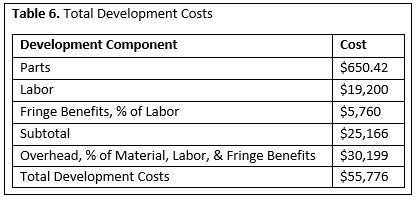 Table 6. Total Development Costs
Development Component Cost
Parts $650.42
Labor $19,200
Fringe Benefits, % of Labor $5,760
Subtotal $25,166
Overhead, % of Material, Labor, & Fringe Benefits $30,199
Total Development Costs $55,776